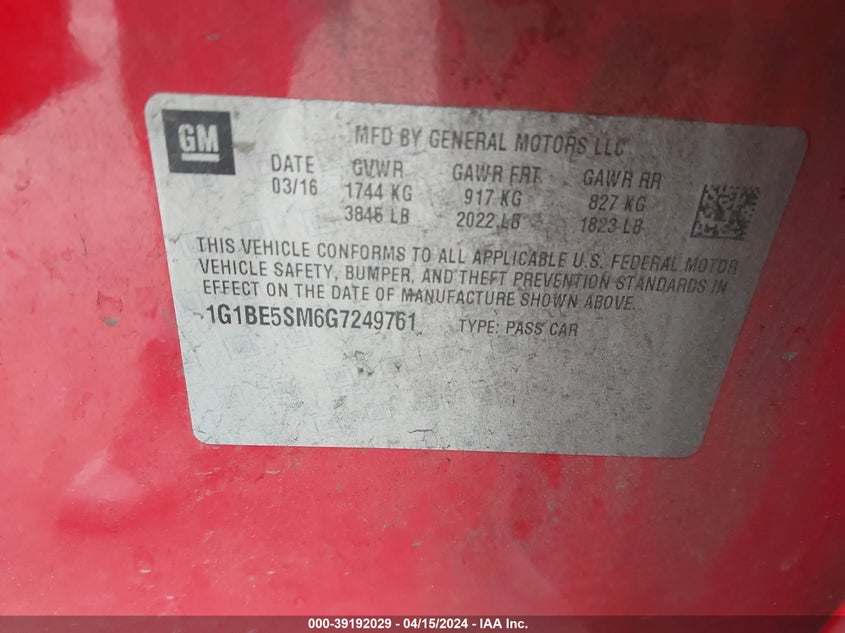 GM
MFD BY GENERAL MOTORS LLC
DATE GVWR GAWR FRT GAWR RR
03/16 1744 KG 917 KG 827 KG
3845 LB 2022 LB 1823 LB
THIS VEHICLE CONFORMS TO ALL APPLICABLE U.S. FEDERAL MOTOR
VEHICLE SAFETY, BUMPER, AND THEFT PREVENTION STANDARDS IN
EFFECT ON THE DATE OF MANUFACTURE SHOWN ABOVE.
1G1BE5SM6G7249761 TYPE: PASS CAR
000-39192029 - 04/15/2024 - IAA Inc.